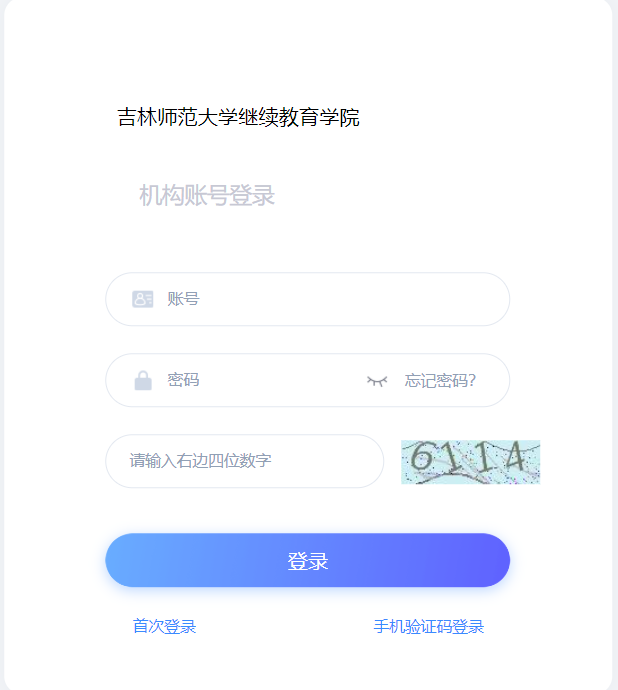 吉林师范大学继续教育学院
机构账号登录
账号
密码 忘记密码?
请输入右边四位数字 6114
登录
首次登录 手机验证码登录